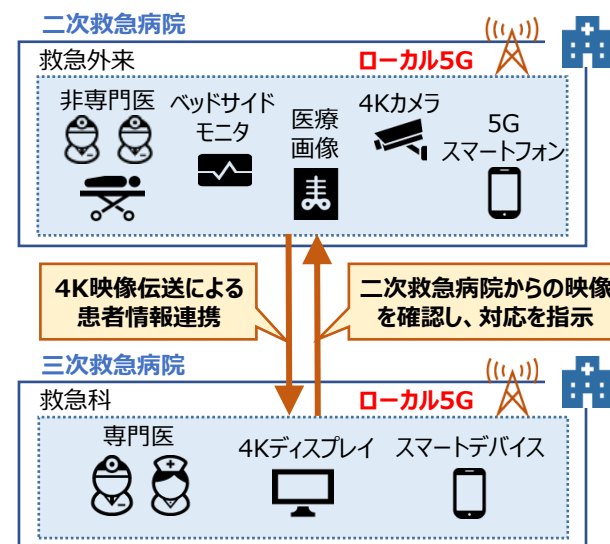 二次救急病院
救急外来
ローカル5G
非専門医
ベッドサイド
モニタ
医療
画像
4Kカメラ
5G
スマートフォン
4K映像伝送による
患者情報連携
二次救急病院からの映像
を確認し、対応を指示
三次救急病院
救急科
ローカル5G
専門医
4Kディスプレイ
スマートデバイス